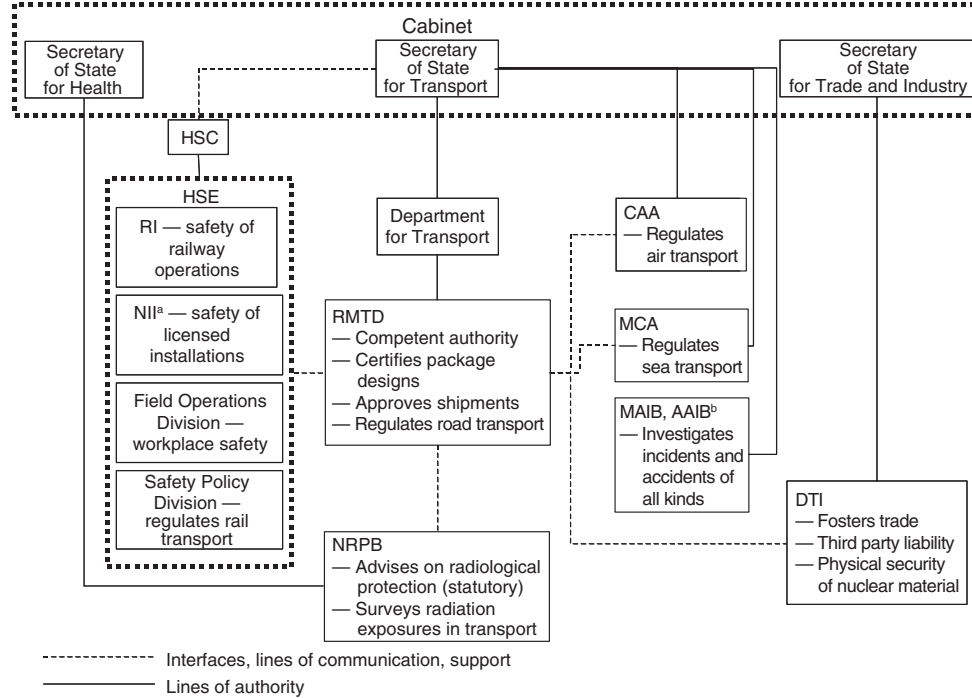 Cabinet
Secretary
of State
for Health
Secretary
of State
for Transport
Secretary
of State
for Trade and Industry
HSC
HSE
RI — safety of
railway
operations
NIIᵃ — safety of
licensed
installations
Field Operations
Division —
workplace safety
Safety Policy
Division —
regulates rail
transport
Department
for Transport
RMTD
— Competent authority
— Certifies package
designs
— Approves shipments
— Regulates road transport
NRPB
— Advises on radiological
protection (statutory)
— Surveys radiation
exposures in transport
CAA
— Regulates
air transport
MCA
— Regulates
sea transport
MAIB, AAIBᵇ
— Investigates
incidents and
accidents of
all kinds
DTI
— Fosters trade
— Third party liability
— Physical security
of nuclear material
Interfaces, lines of communication, support
Lines of authority